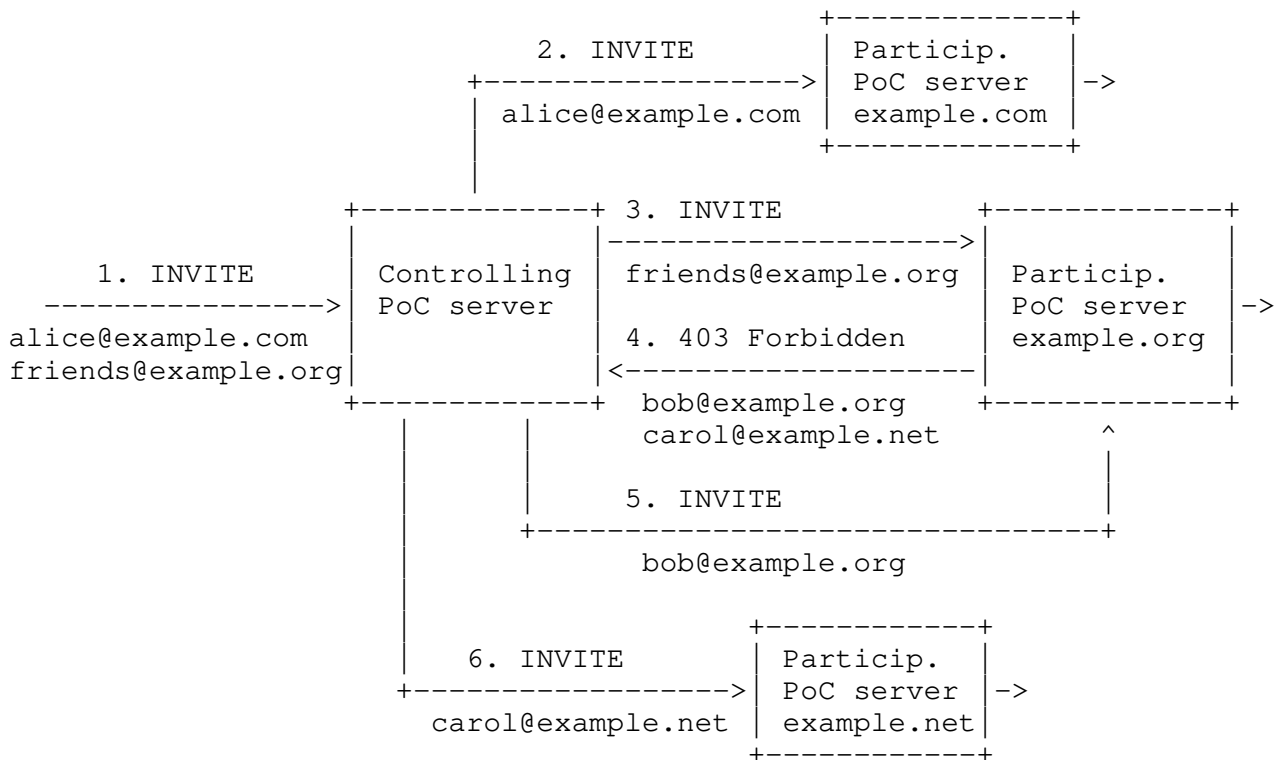 2. INVITE
Particip.
PoC server
alice@example.com
example.com
3. INVITE
1. INVITE
Controlling
PoC server
friends@example.org
Particip.
PoC server
example.org
alice@example.com
friends@example.org
4. 403 Forbidden
bob@example.org
carol@example.net
5. INVITE
bob@example.org
6. INVITE
Particip.
PoC server
carol@example.net
example.net